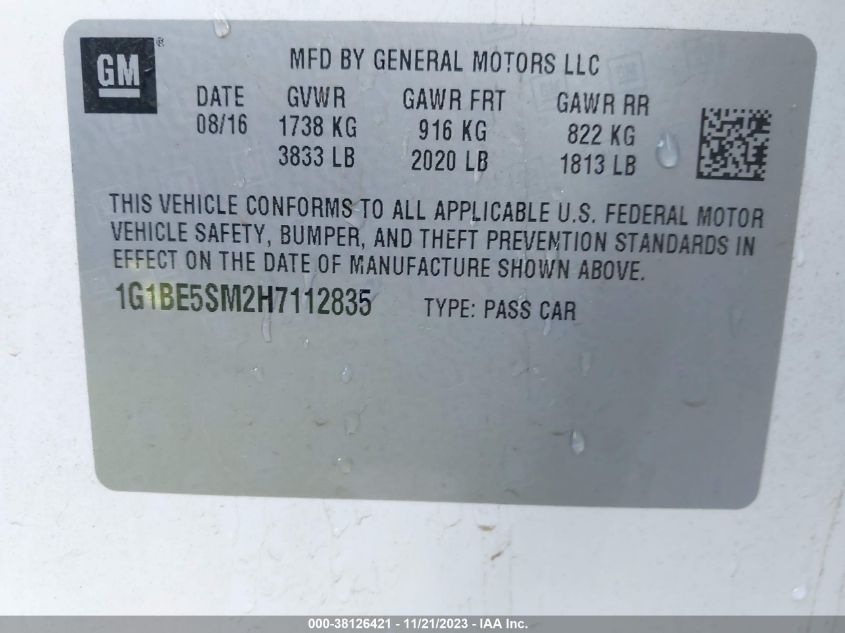 GM ®
MFD BY GENERAL MOTORS LLC
DATE GVWR GAWR FRT GAWR RR
08/16 1738 KG 916 KG 822 KG
3833 LB 2020 LB 1813 LB
THIS VEHICLE CONFORMS TO ALL APPLICABLE U.S. FEDERAL MOTOR
VEHICLE SAFETY, BUMPER, AND THEFT PREVENTION STANDARDS IN
EFFECT ON THE DATE OF MANUFACTURE SHOWN ABOVE.
1G1BE5SM2H7112835 TYPE: PASS CAR
000-38126421 - 11/21/2023 - IAA Inc.